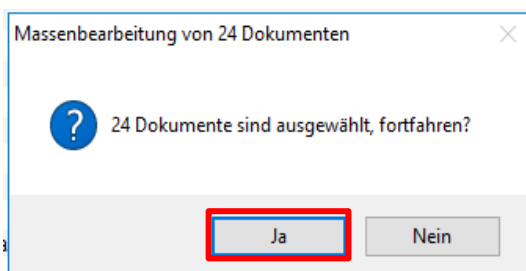 Massenbearbeitung von 24 Dokumenten
24 Dokumente sind ausgewählt, fortfahren?
Ja
Nein